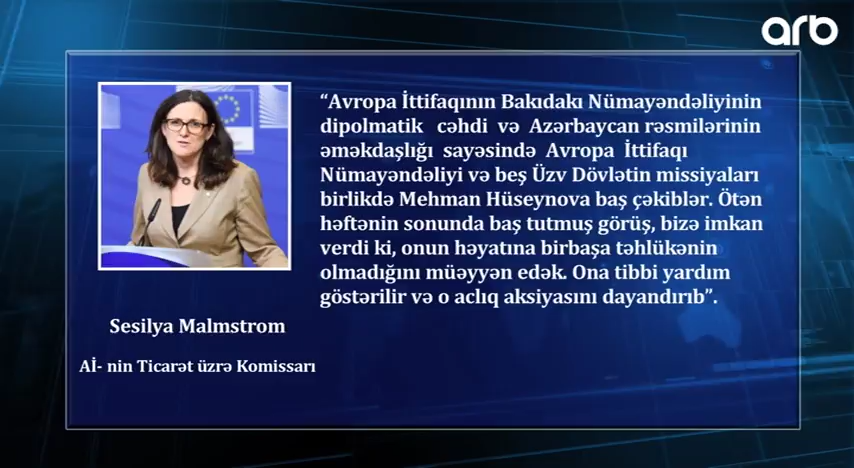 arb
“Avropa İttifaqının Bakıdakı Nümayəndəliyinin
dipolmatik cəhdi və Azərbaycan rəsmilərinin
əməkdaşlığı sayəsində Avropa İttifaqı
Nümayəndəliyi və beş Üzv Dövlətin missiyaları
birlikdə Mehman Hüseynova baş çəkiblər. Ötən
həftənin sonunda baş tutmuş görüş, bizə imkan
verdi ki, onun həyatına birbaşa təhlükənin
olmadığını müəyyən edək. Ona tibbi yardım
göstərilir və o aclıq aksiyasını dayandırıb”.
Sesilya Malmstrom
Aİ- nin Ticarət üzrə Komissarı